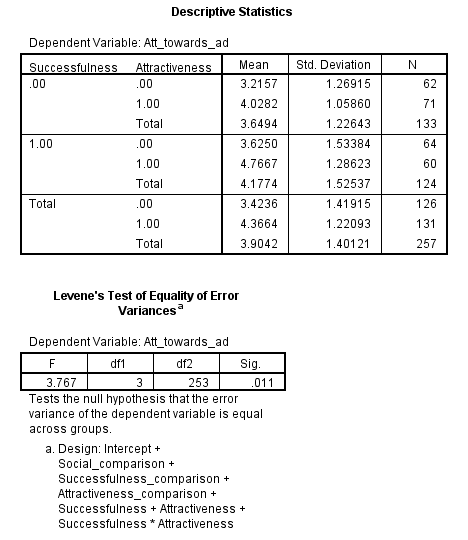 Descriptive Statistics
Dependent Variable: Att_towards_ad
Successfulness Attractiveness Mean Std. Deviation N
.00 .00 3.2157 1.26915 62
1.00 4.0282 1.05860 71
Total 3.6494 1.22643 133
1.00 .00 3.6250 1.53384 64
1.00 4.7667 1.28623 60
Total 4.1774 1.52537 124
Total .00 3.4236 1.41915 126
1.00 4.3664 1.22093 131
Total 3.9042 1.40121 257
Levene's Test of Equality of Error
Variances a
Dependent Variable: Att_towards_ad
F df1 df2 Sig.
3.767 3 253 .011
Tests the null hypothesis that the error
variance of the dependent variable is equal
across groups.
a. Design: Intercept +
Social_comparison +
Successfulness_comparison +
Attractiveness_comparison +
Successfulness + Attractiveness +
Successfulness * Attractiveness